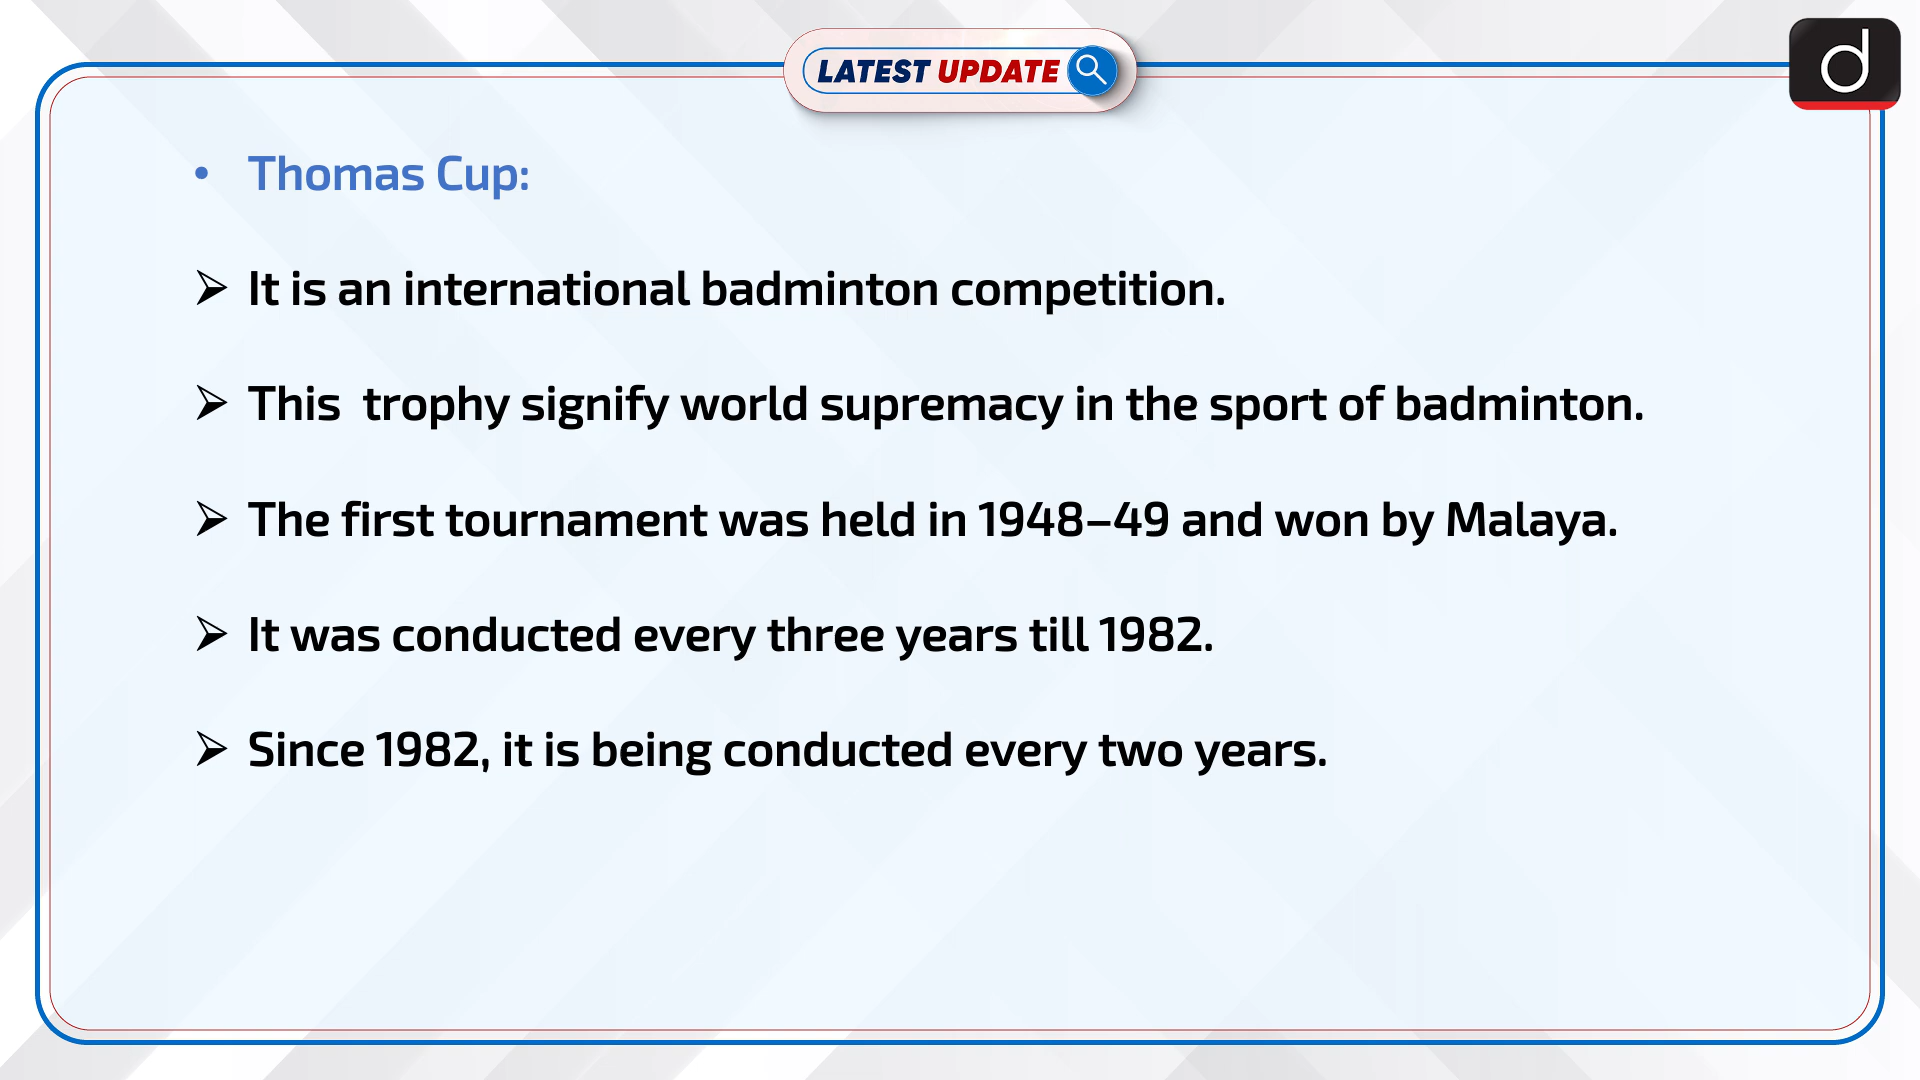 LATEST UPDATE
d
• Thomas Cup:
➢ It is an international badminton competition.
➢ This  trophy signify world supremacy in the sport of badminton.
➢ The first tournament was held in 1948–49 and won by Malaya.
➢ It was conducted every three years till 1982.
➢ Since 1982, it is being conducted every two years.